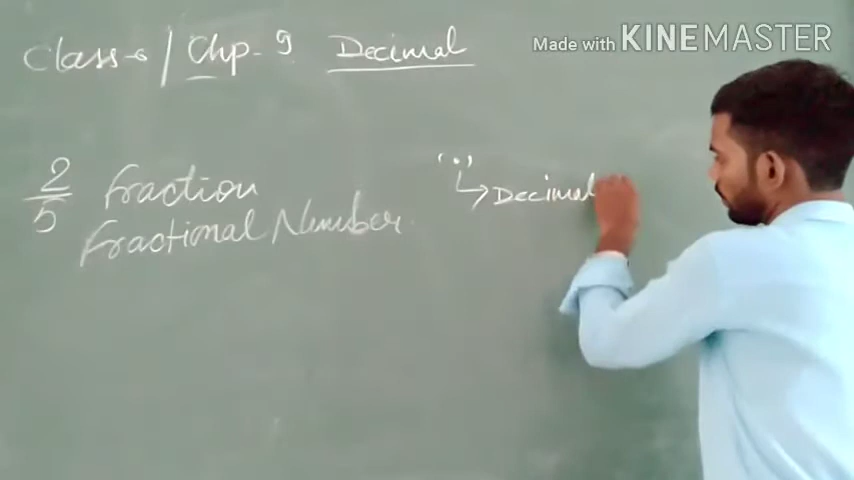 Made with KINEMASTER
Class-6 / Chp-9 Decimal
2/5 Fraction
Fractional Number
(.)
Decimal